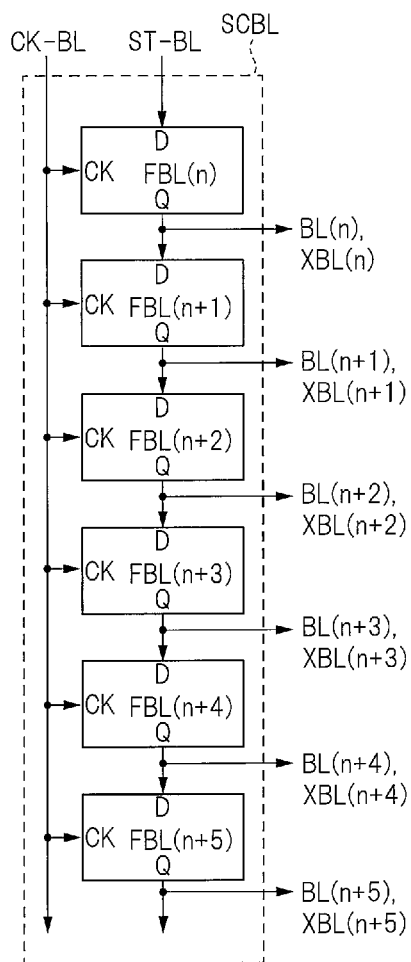 SCBL
CK-BL ST-BL
D
CK FBL(n)
Q
BL(n),
XBL(n)
D
CK FBL(n+1)
Q
BL(n+1),
XBL(n+1)
D
CK FBL(n+2)
Q
BL(n+2),
XBL(n+2)
D
CK FBL(n+3)
Q
BL(n+3),
XBL(n+3)
D
CK FBL(n+4)
Q
BL(n+4),
XBL(n+4)
D
CK FBL(n+5)
Q
BL(n+5),
XBL(n+5)